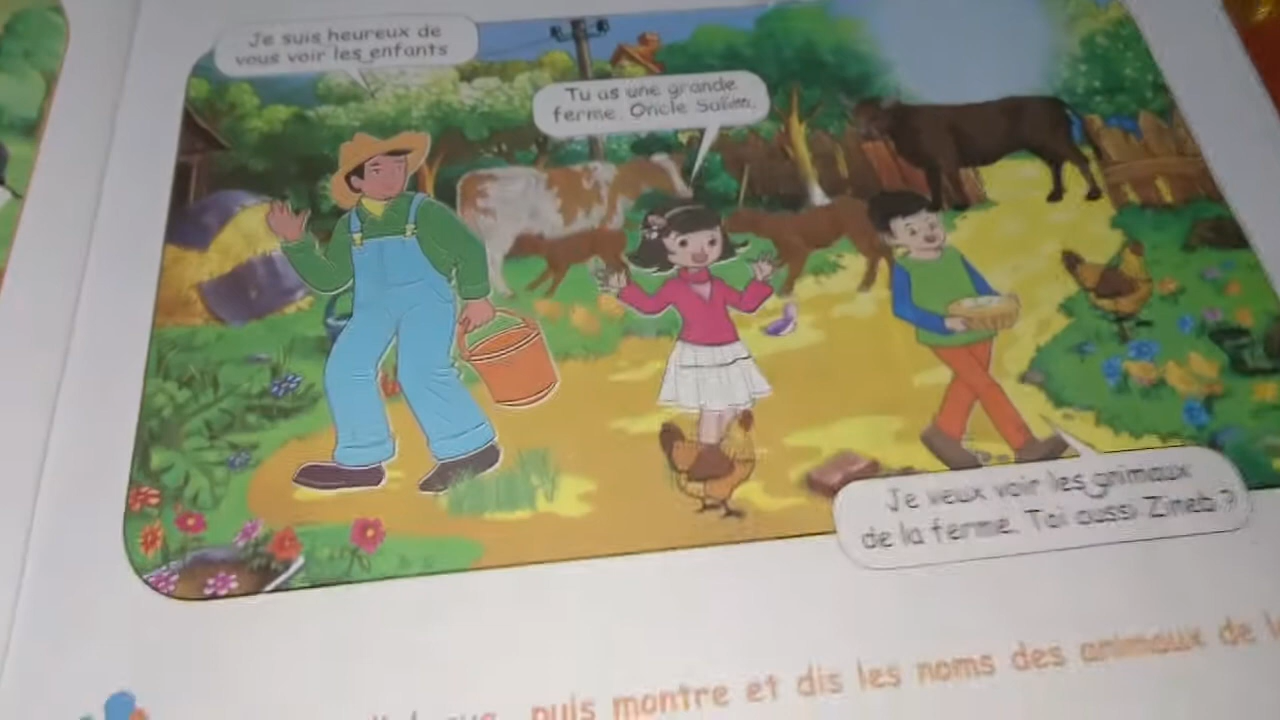 Je suis heureux de
vous voir les enfants
Tu as une grande
ferme. Oncle Salim.
Je veux voir les animaux
de la ferme. Toi aussi Zineb ?
puis montre et dis les noms des animaux de